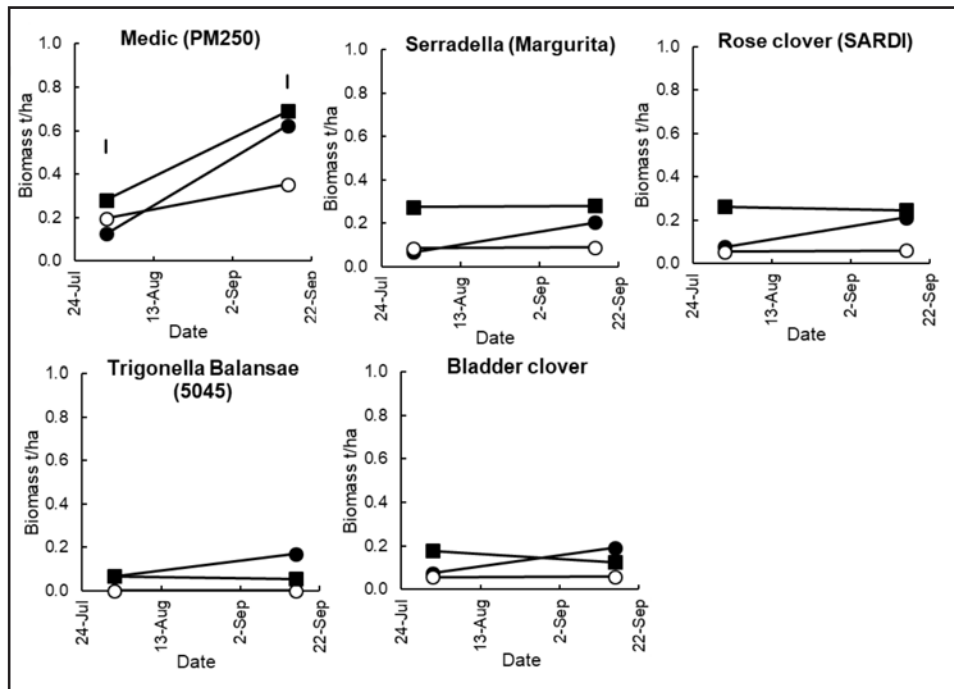 Medic (PM250)
Biomass t/ha
1.0
0.8
0.6
0.4
0.2
0.0
24-Jul
13-Aug
2-Sep
22-Sep
Date
Serradella (Margurita)
Biomass t/ha
1.0
0.8
0.6
0.4
0.2
0.0
24-Jul
13-Aug
2-Sep
22-Sep
Date
Rose clover (SARDI)
Biomass t/ha
1.0
0.8
0.6
0.4
0.2
0.0
24-Jul
13-Aug
2-Sep
22-Sep
Date
Trigonella Balansae
(5045)
Biomass t/ha
1.0
0.8
0.6
0.4
0.2
0.0
24-Jul
13-Aug
2-Sep
22-Sep
Date
Bladder clover
Biomass t/ha
1.0
0.8
0.6
0.4
0.2
0.0
24-Jul
13-Aug
2-Sep
22-Sep
Date